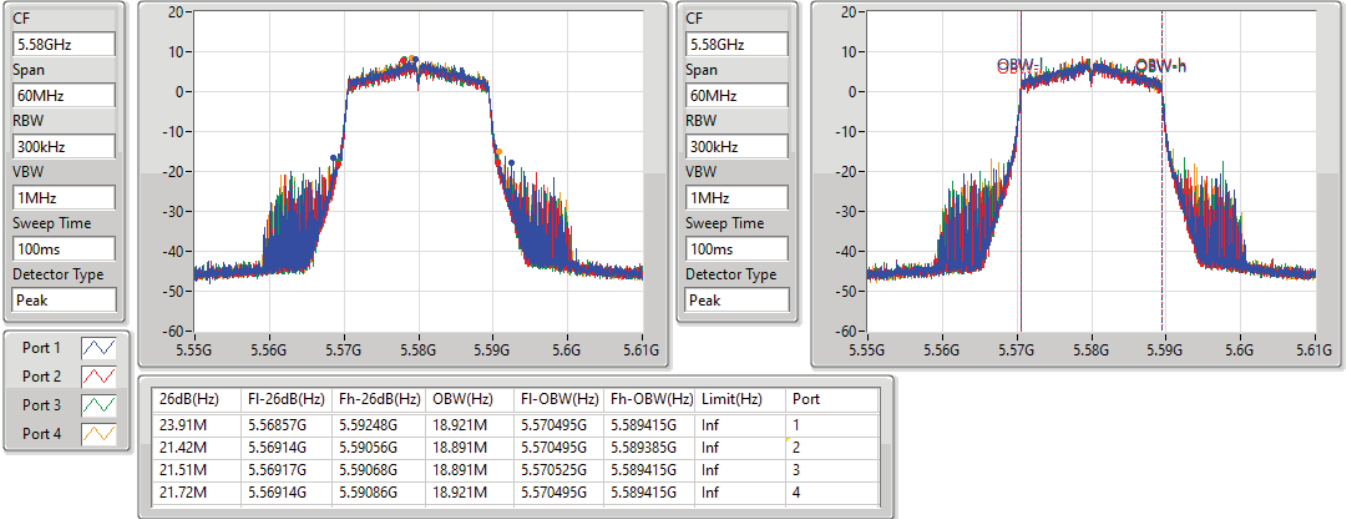 CF
5.58GHz
Span
60MHz
RBW
300kHz
VBW
1MHz
Sweep Time
100ms
Detector Type
Peak
20
10
0
-10
-20
-30
-40
-50
-60
5.55G 5.56G 5.57G 5.58G 5.59G 5.6G 5.61G
CF
5.58GHz
Span
60MHz
RBW
300kHz
VBW
1MHz
Sweep Time
100ms
Detector Type
Peak
20
10
0
-10
-20
-30
-40
-50
-60
OBW-l OBW-h
5.55G 5.56G 5.57G 5.58G 5.59G 5.6G 5.61G
Port 1
Port 2
Port 3
Port 4
26dB(Hz) Fl-26dB(Hz) Fh-26dB(Hz) OBW(Hz) Fl-OBW(Hz) Fh-OBW(Hz) Limit(Hz) Port
23.91M 5.56857G 5.59248G 18.921M 5.570495G 5.589415G Inf 1
21.42M 5.56914G 5.59056G 18.891M 5.570495G 5.589385G Inf 2
21.51M 5.56917G 5.59068G 18.891M 5.570525G 5.589415G Inf 3
21.72M 5.56914G 5.59086G 18.921M 5.570495G 5.589415G Inf 4